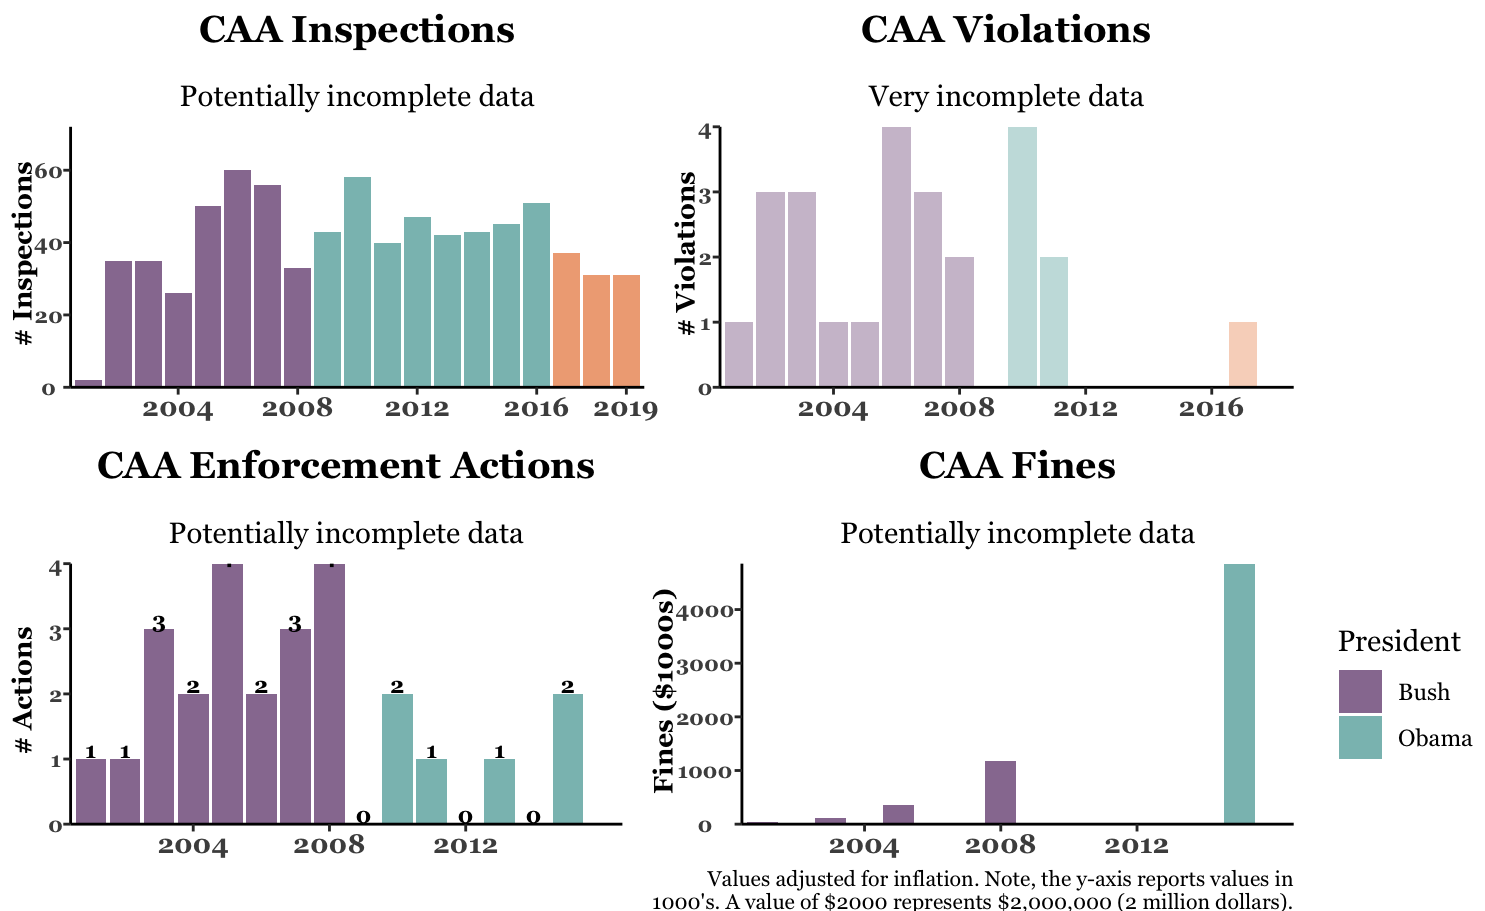 CAA Inspections
Potentially incomplete data
# Inspections
60
40
20
0
2004 2008 2012 2016 2019
CAA Violations
Very incomplete data
# Violations
4
3
2
1
0
2004 2008 2012 2016
CAA Enforcement Actions
Potentially incomplete data
# Actions
4
3
2
1
0
1 1 3 2 2 3 0 2 1 0 1 0 2
2004 2008 2012
CAA Fines
Potentially incomplete data
Fines ($1000s)
4000
3000
2000
1000
0
2004 2008 2012
President
Bush
Obama
Values adjusted for inflation. Note, the y-axis reports values in
1000's. A value of $2000 represents $2,000,000 (2 million dollars).